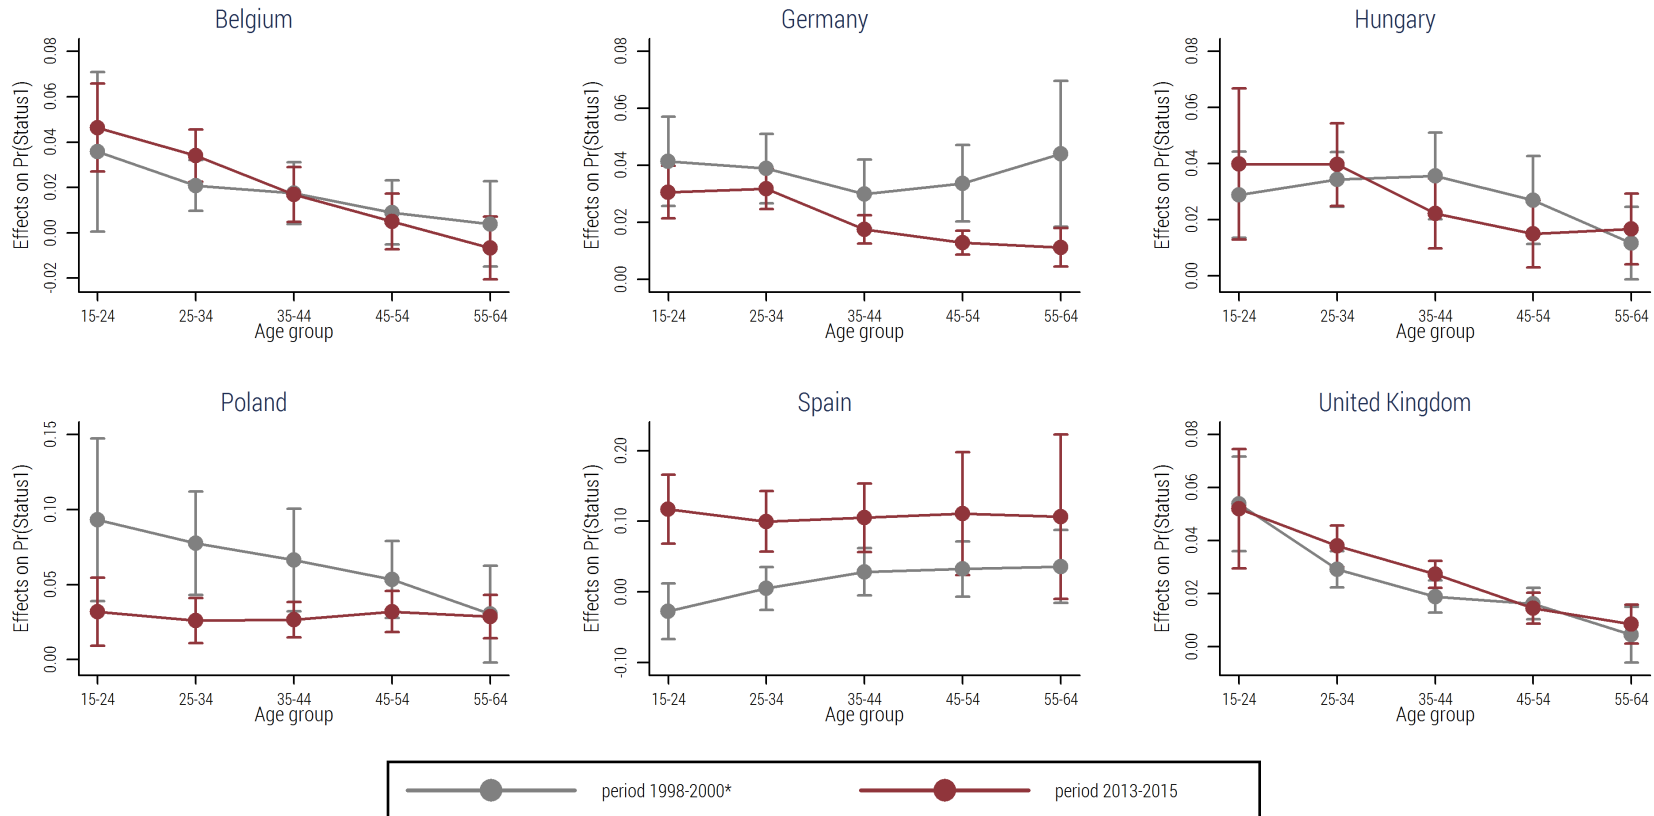 Belgium
Effects on Pr(Status1)
0.08
0.06
0.04
0.02
0.00
-0.02
15-24 25-34 35-44 45-54 55-64
Age group
Germany
Effects on Pr(Status1)
0.08
0.06
0.04
0.02
0.00
15-24 25-34 35-44 45-54 55-64
Age group
Hungary
Effects on Pr(Status1)
0.08
0.06
0.04
0.02
0.00
15-24 25-34 35-44 45-54 55-64
Age group
Poland
Effects on Pr(Status1)
0.15
0.10
0.05
0.00
15-24 25-34 35-44 45-54 55-64
Age group
Spain
Effects on Pr(Status1)
0.20
0.10
0.00
-0.10
15-24 25-34 35-44 45-54 55-64
Age group
United Kingdom
Effects on Pr(Status1)
0.08
0.06
0.04
0.02
0.00
15-24 25-34 35-44 45-54 55-64
Age group
period 1998-2000* period 2013-2015